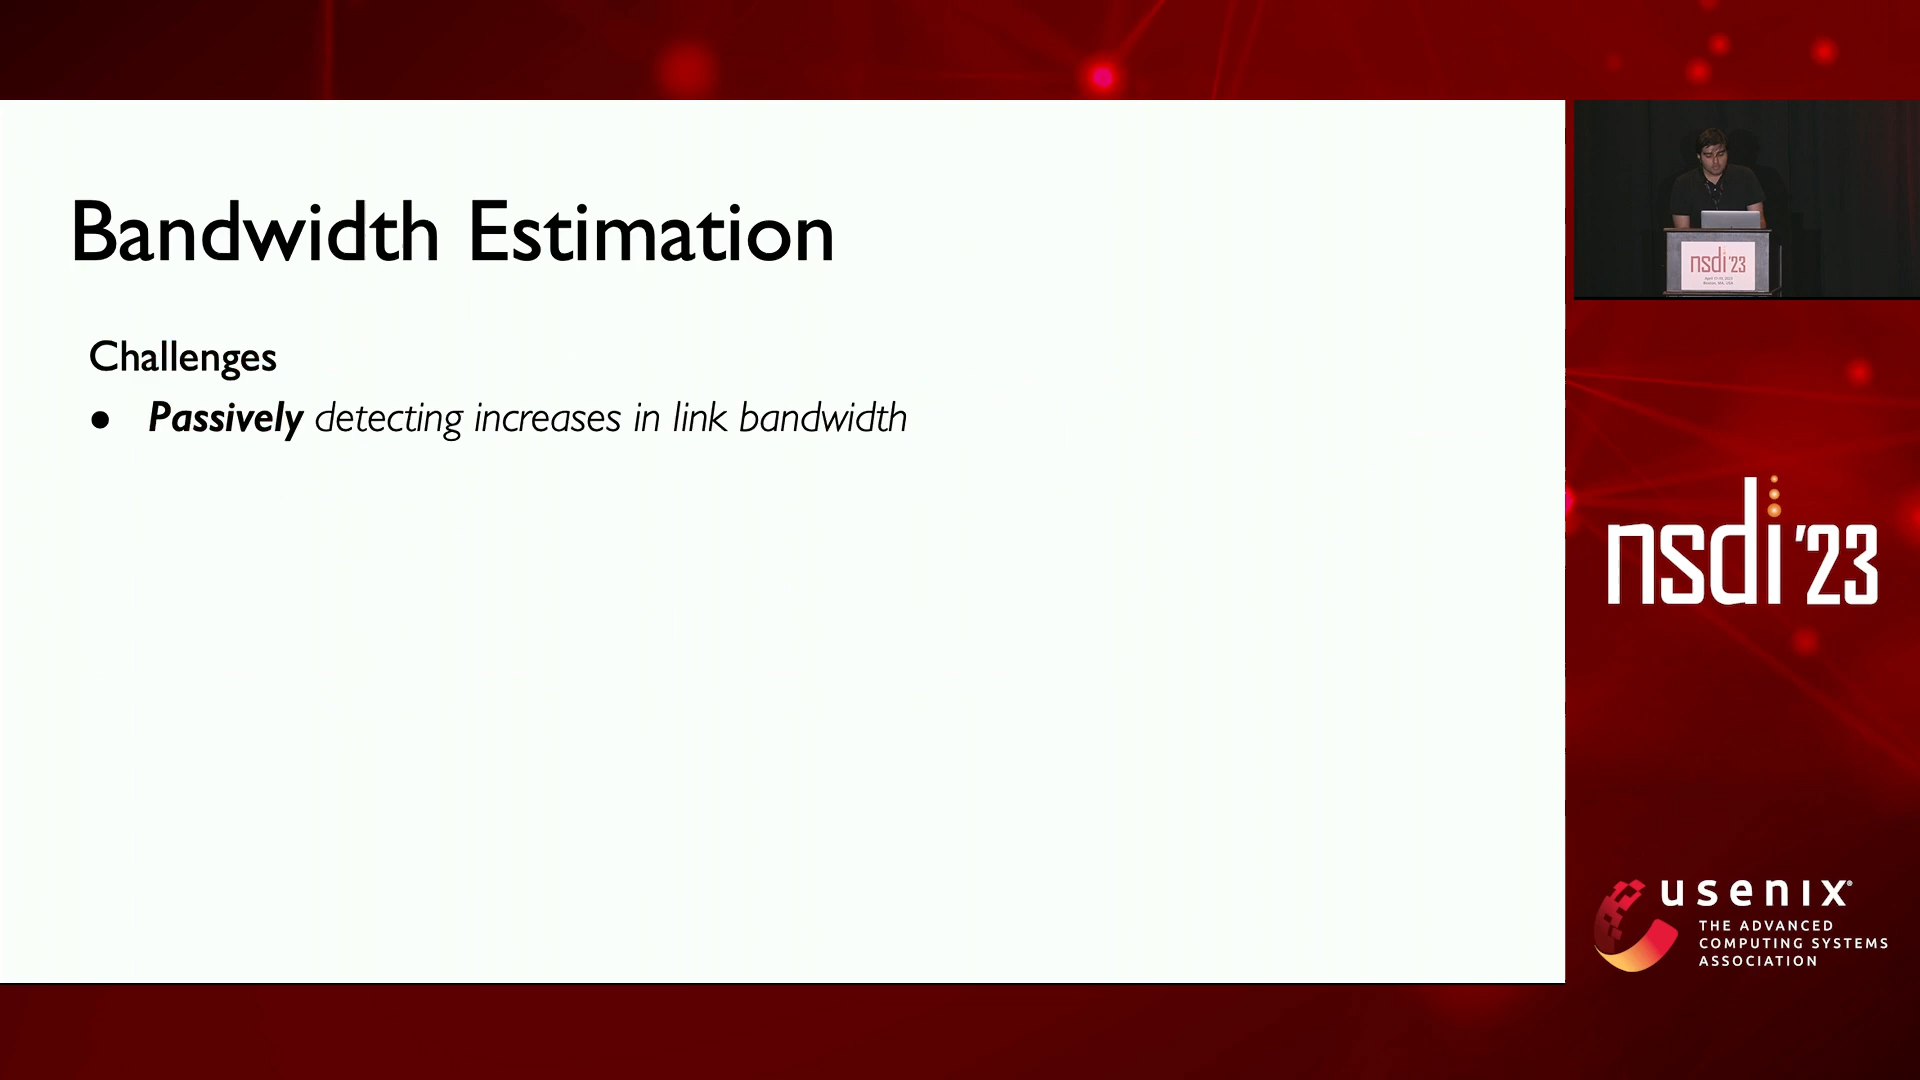 Bandwidth Estimation
Challenges
● Passively detecting increases in link bandwidth
nsdi '23
nsdi '23
usenix®
THE ADVANCED
COMPUTING SYSTEMS
ASSOCIATION